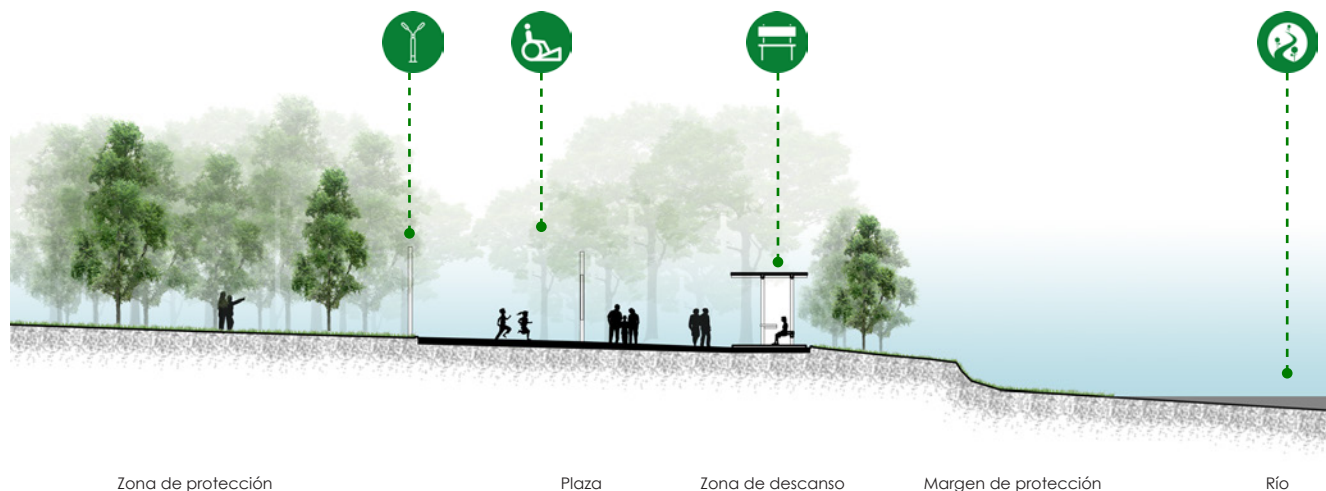 Zona de protección
Plaza
Zona de descanso
Margen de protección
Río